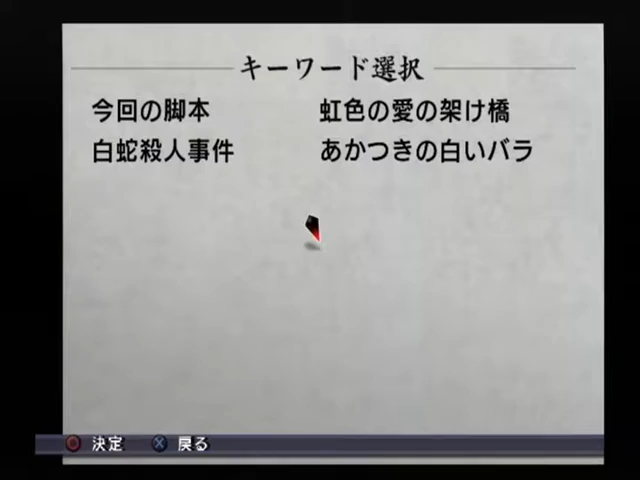 キーワード選択
今回の脚本 虹色の愛の架け橋
白蛇殺人事件 あかつきの白いバラ
決定 戻る